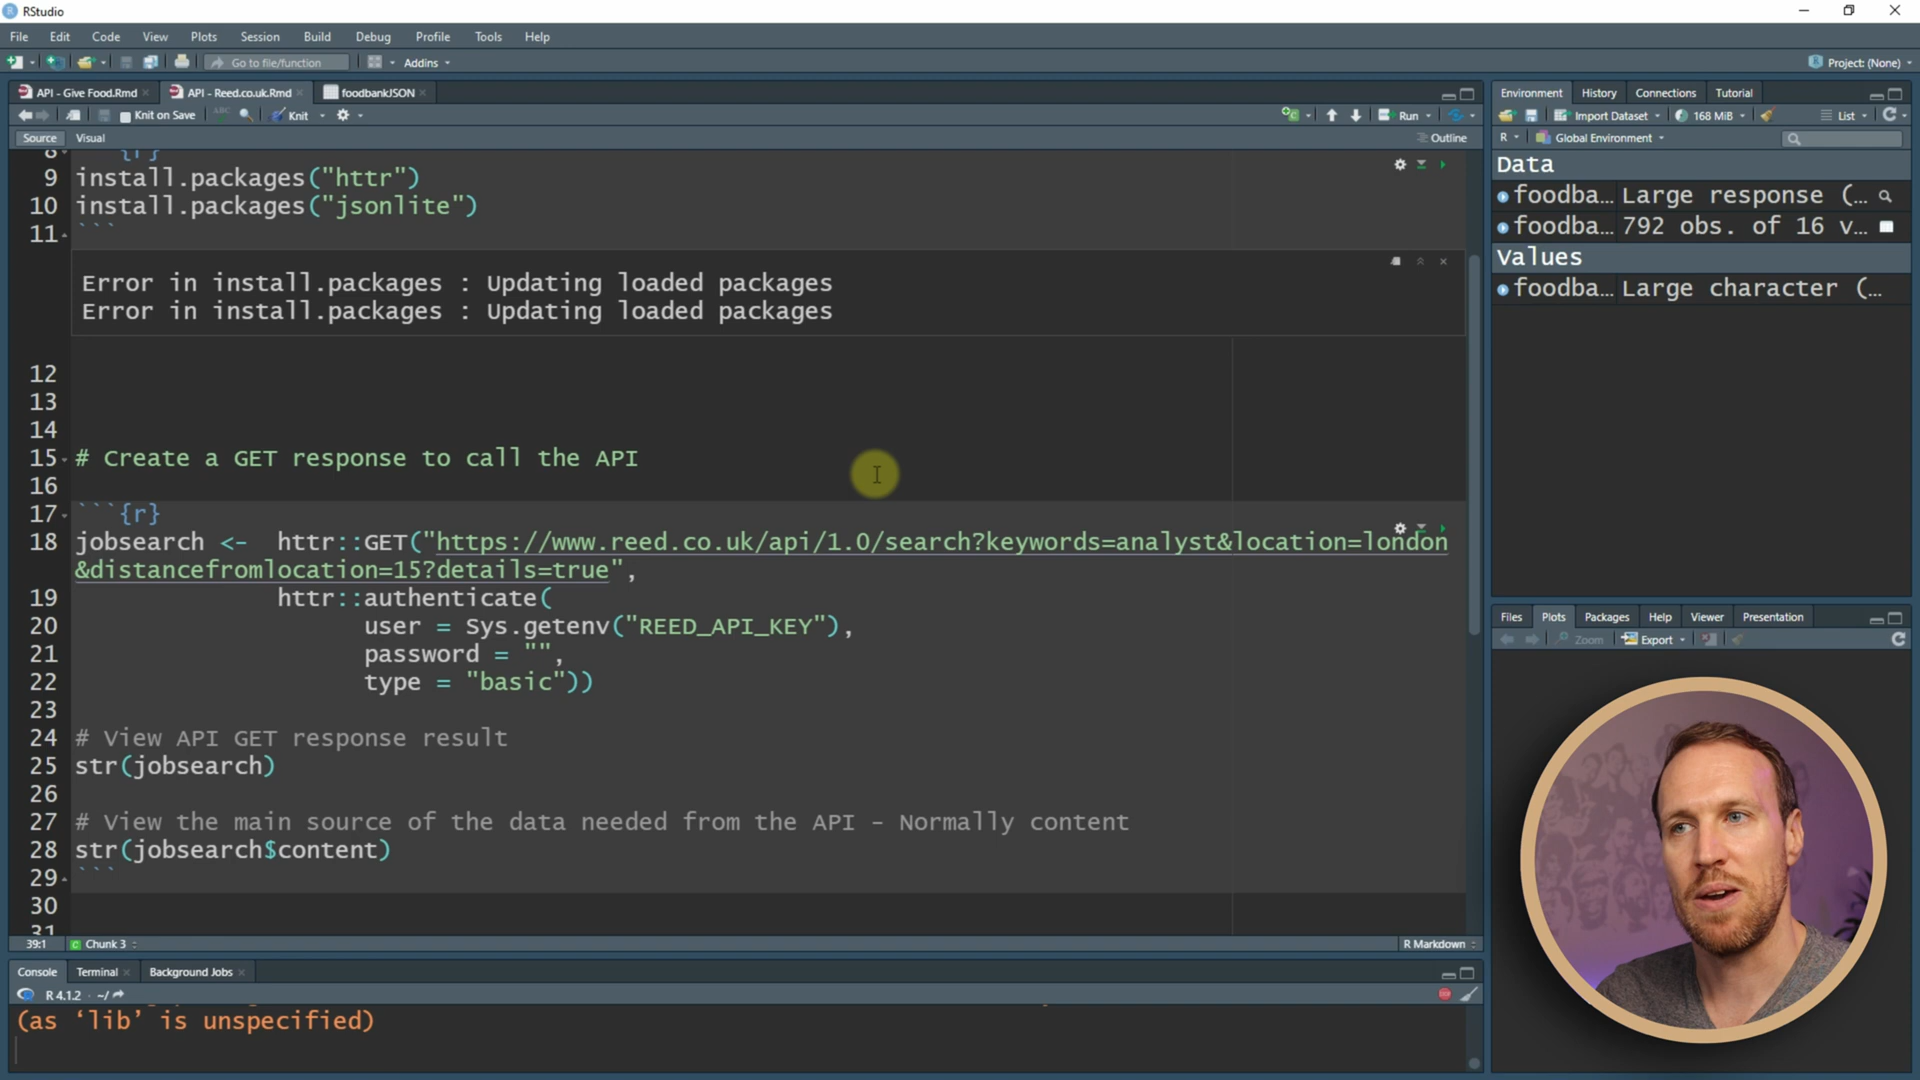 RStudio
File Edit Code View Plots Session Build Debug Profile Tools Help
Go to file/function Addins Project: (None)
API - Give Food.Rmd API - Reed.co.uk.Rmd foodbankJSON
Knit on Save ABC Knit Run
Source Visual Outline
8 ```{r}
9 install.packages("httr")
10 install.packages("jsonlite")
11 ```
Error in install.packages : Updating loaded packages
Error in install.packages : Updating loaded packages
12
13
14
15 # Create a GET response to call the API
16
17 ```{r}
18 jobsearch <-  httr::GET("https://www.reed.co.uk/api/1.0/search?keywords=analyst&location=london
&distancefromlocation=15?details=true",
19 httr::authenticate(
20 user = Sys.getenv("REED_API_KEY"),
21 password = "",
22 type = "basic"))
23
24 # View API GET response result
25 str(jobsearch)
26
27 # View the main source of the data needed from the API - Normally content
28 str(jobsearch$content)
29 ```
30
31
39:1 Chunk 3 R Markdown
Console Terminal Background Jobs
R 4.1.2 · ~/
(as ‘lib’ is unspecified)
Environment History Connections Tutorial
Import Dataset 168 MiB List
R Global Environment
Data
foodba… Large response (…
foodba… 792 obs. of 16 v…
Values
foodba… Large character (…
Files Plots Packages Help Viewer Presentation
Zoom Export